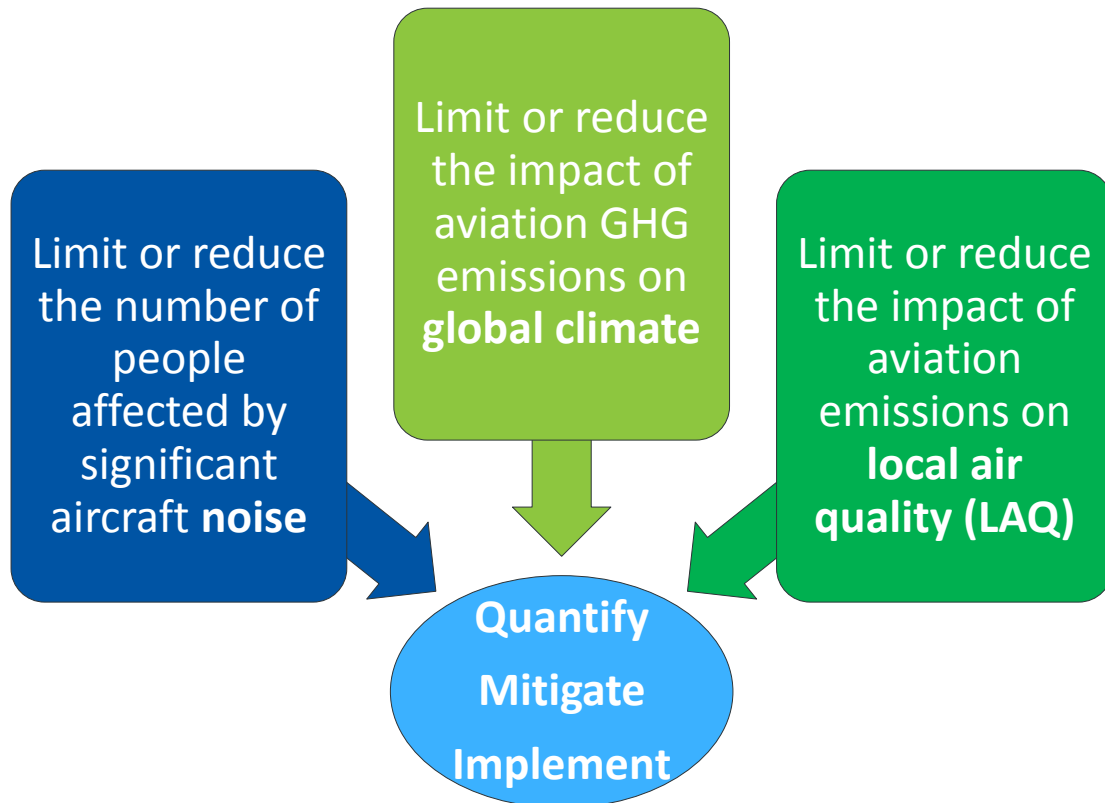 Limit or reduce
the number of
people
affected by
significant
aircraft noise
Limit or reduce
the impact of
aviation GHG
emissions on
global climate
Limit or reduce
the impact of
aviation
emissions on
local air
quality (LAQ)
Quantify
Mitigate
Implement